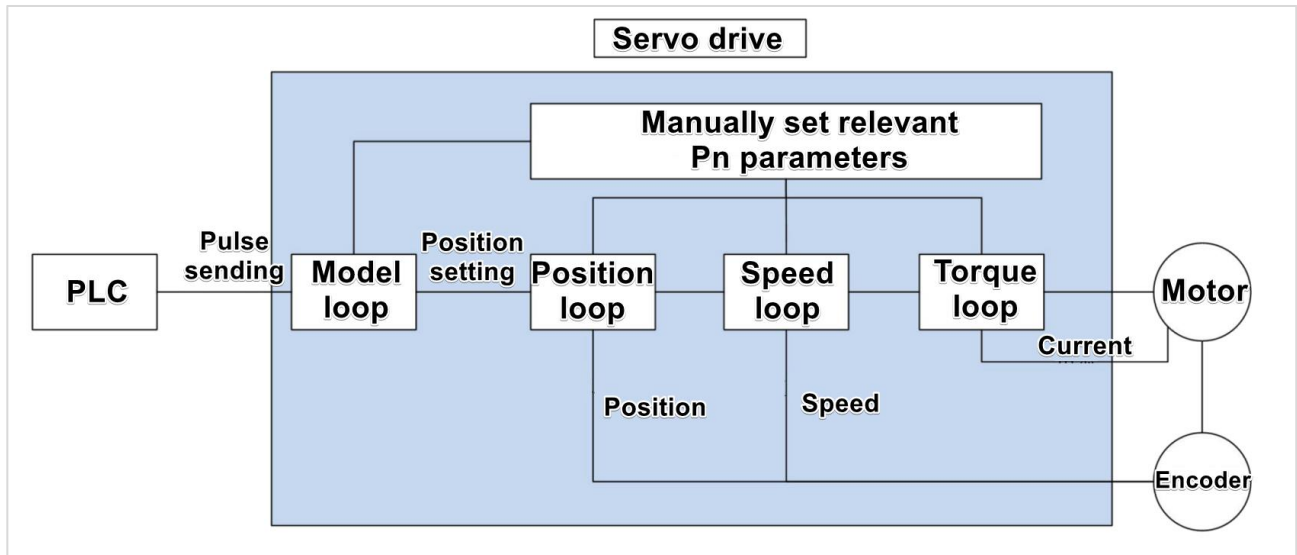 Servo drive
Manually set relevant
Pn parameters
Pulse
sending
Position
setting
PLC
Model
loop
Position
loop
Speed
loop
Torque
loop
Motor
Current
Position
Speed
Encoder